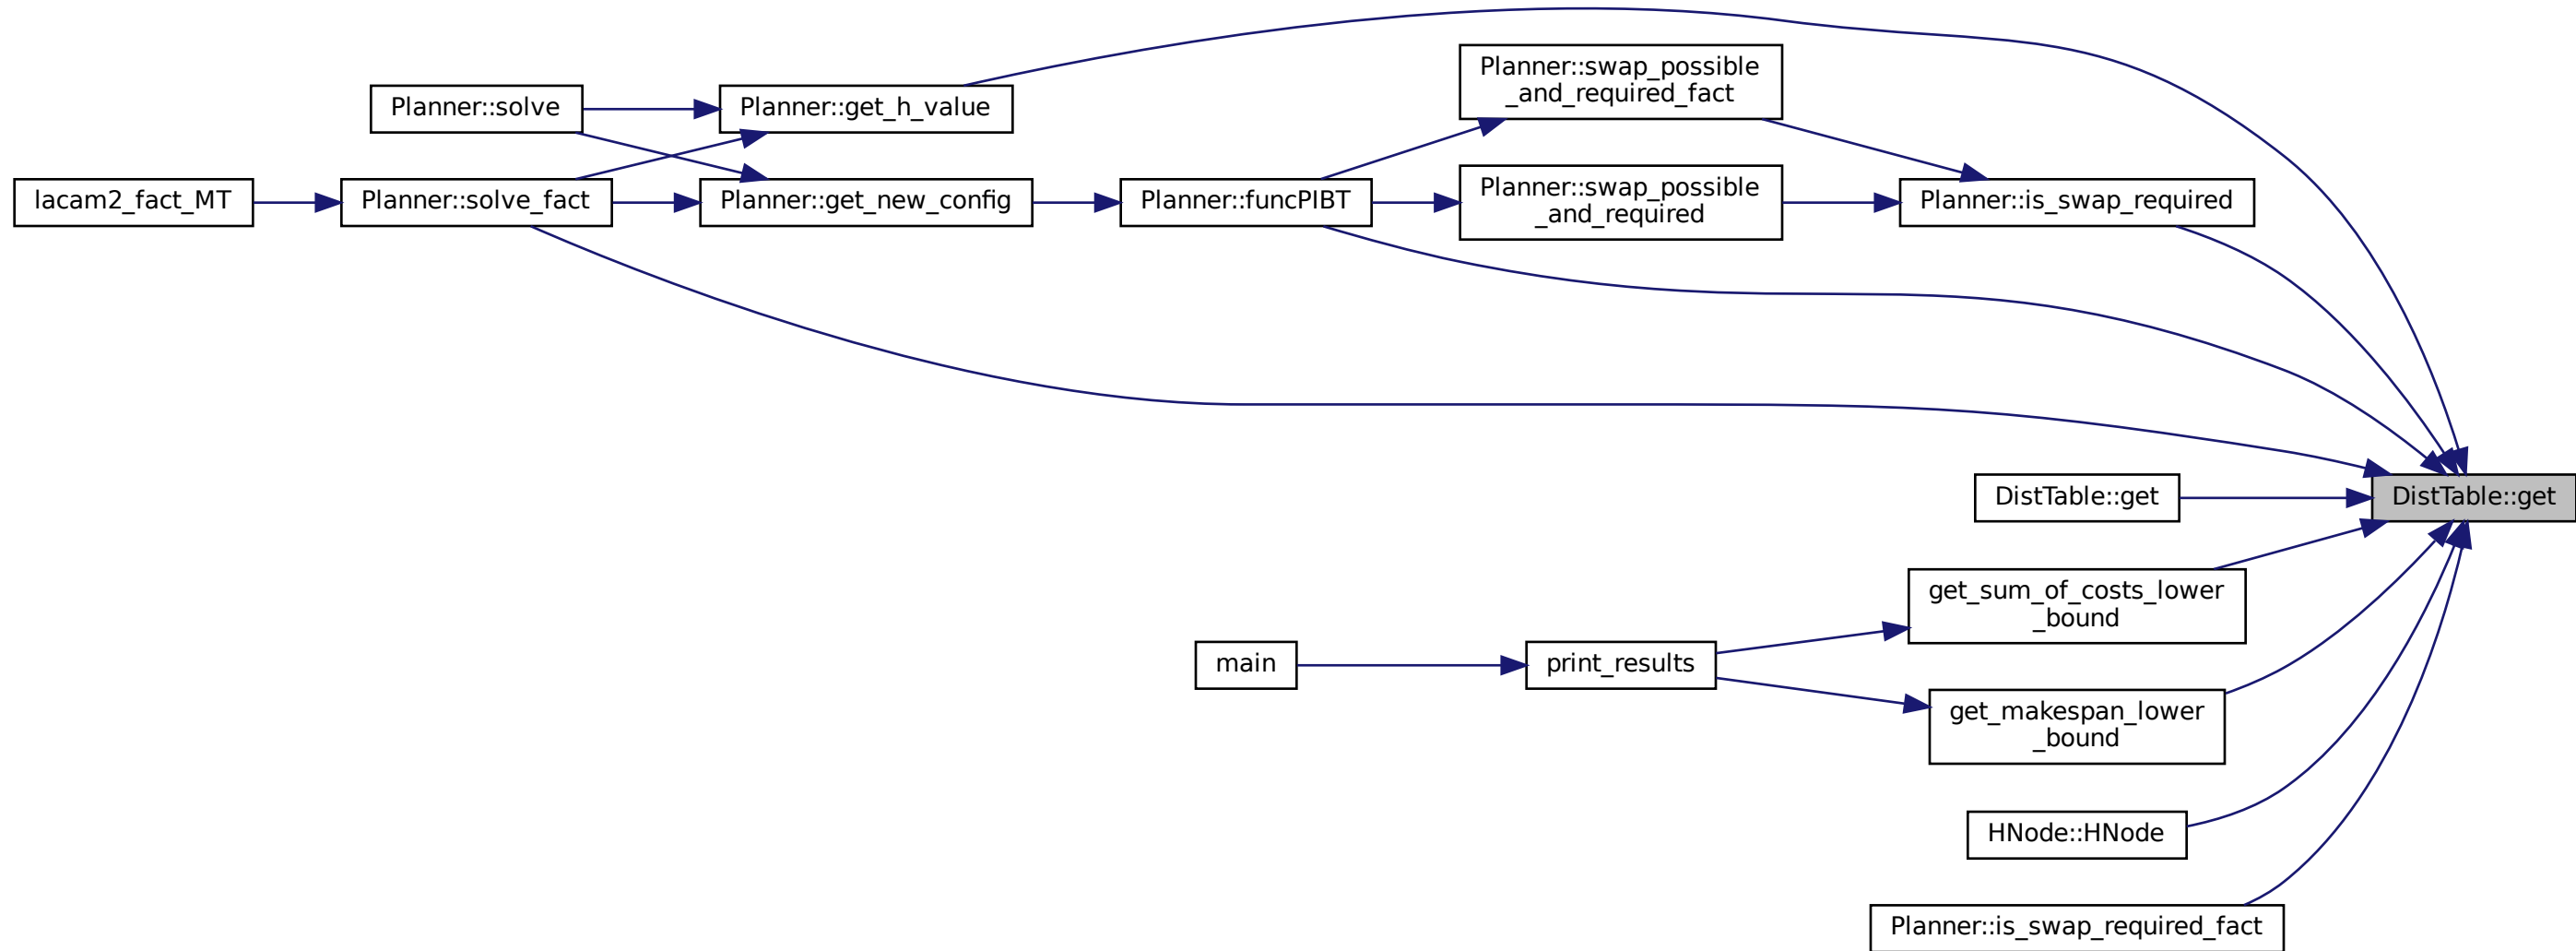 Planner::swap_possible
_and_required_fact
Planner::solve
Planner::get_h_value
lacam2_fact_MT
Planner::solve_fact
Planner::get_new_config
Planner::funcPIBT
Planner::swap_possible
_and_required
Planner::is_swap_required
DistTable::get
DistTable::get
get_sum_of_costs_lower
_bound
main
print_results
get_makespan_lower
_bound
HNode::HNode
Planner::is_swap_required_fact